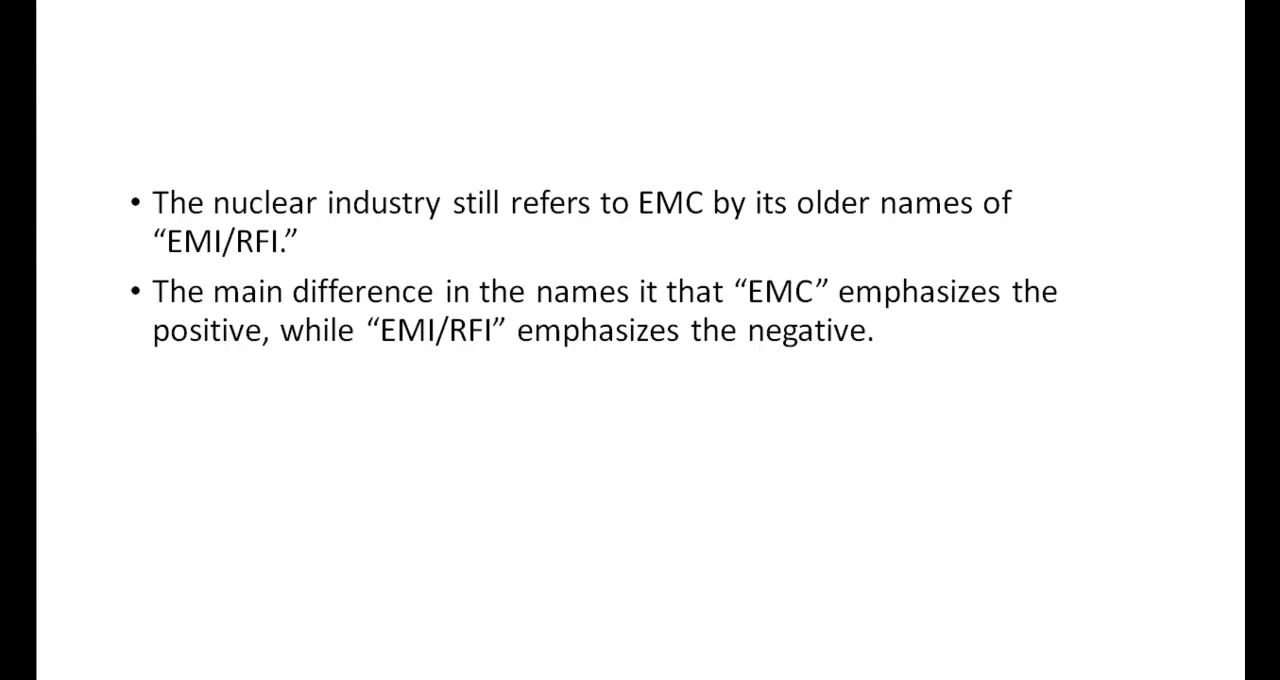 • The nuclear industry still refers to EMC by its older names of
“EMI/RFI.”
• The main difference in the names it that “EMC” emphasizes the
positive, while “EMI/RFI” emphasizes the negative.